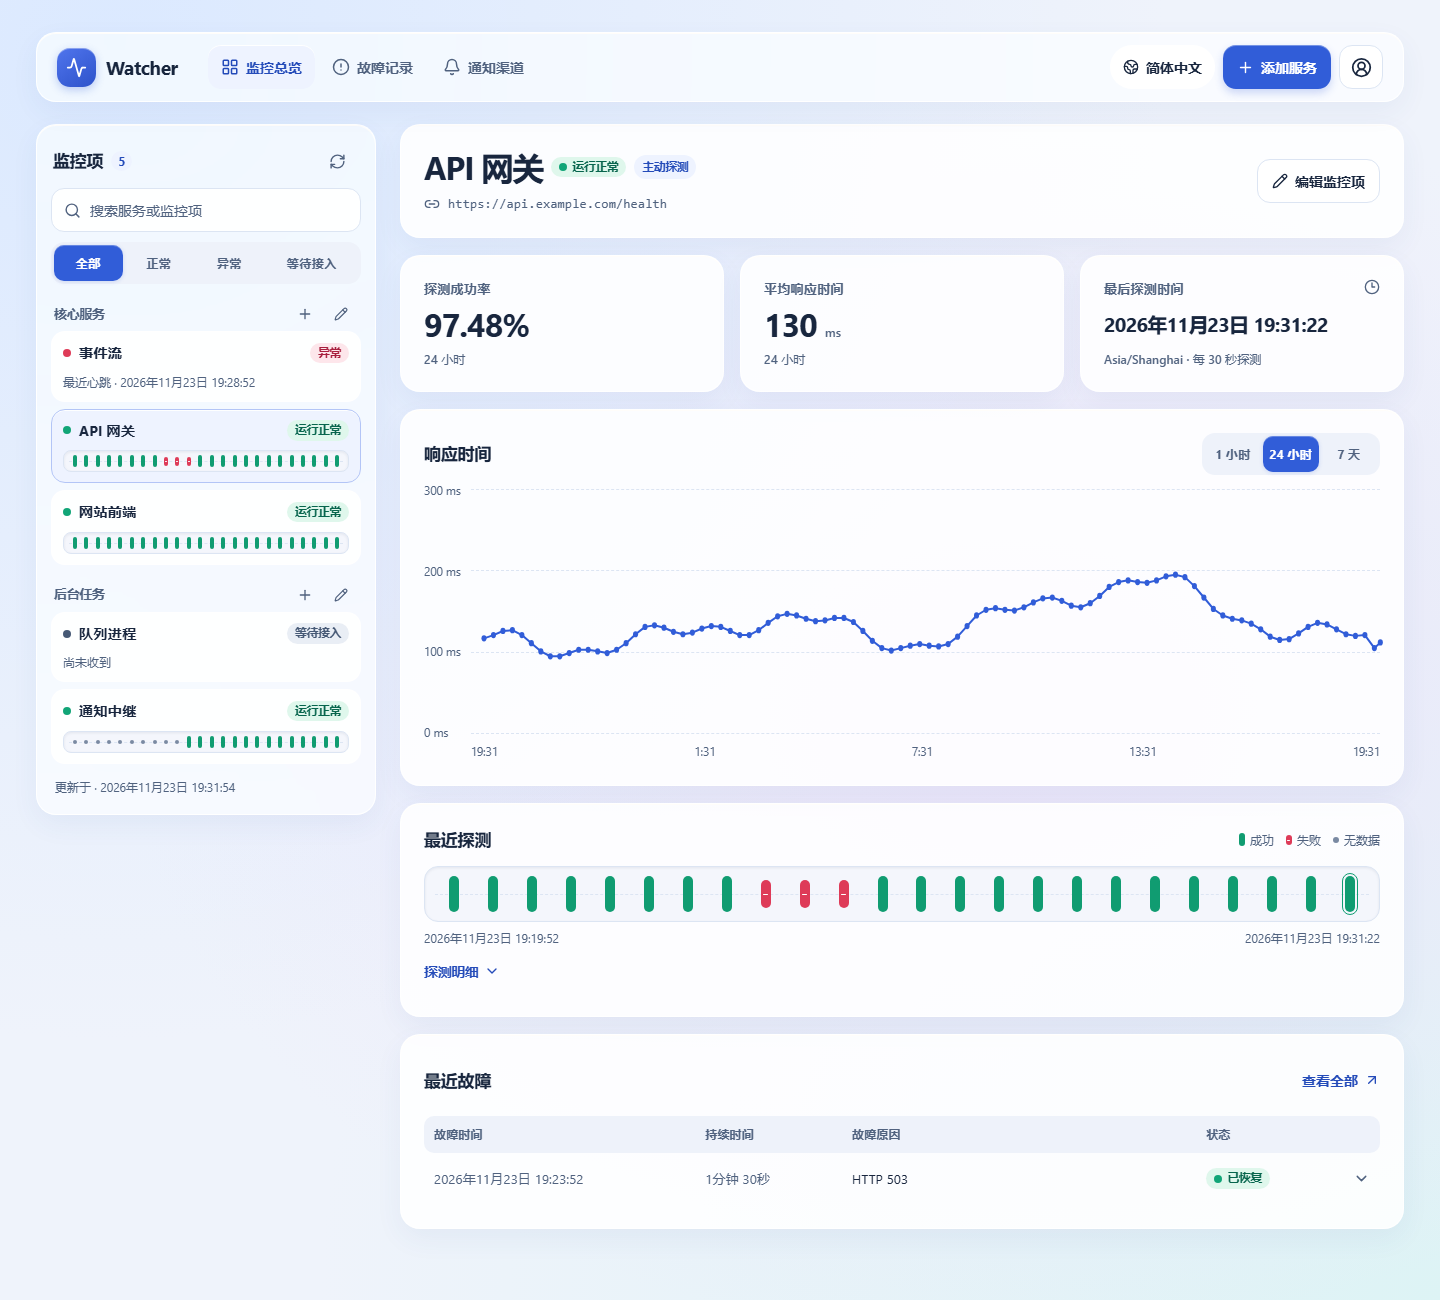 Watcher
监控总览
故障记录
通知渠道
简体中文
添加服务
监控项 5
搜索服务或监控项
全部 正常 异常 等待接入
核心服务
事件流 异常
最近心跳 · 2026年11月23日 19:28:52
API 网关 运行正常
网站前端 运行正常
后台任务
队列进程 等待接入
尚未收到
通知中继 运行正常
更新于 · 2026年11月23日 19:31:54
API 网关 运行正常 主动探测
https://api.example.com/health
编辑监控项
探测成功率
97.48%
24 小时
平均响应时间
130 ms
24 小时
最后探测时间
2026年11月23日 19:31:22
Asia/Shanghai · 每 30 秒探测
响应时间
1 小时 24 小时 7 天
300 ms
200 ms
100 ms
0 ms
19:31 1:31 7:31 13:31 19:31
最近探测
成功 失败 无数据
2026年11月23日 19:19:52 2026年11月23日 19:31:22
探测明细
最近故障
查看全部
故障时间 持续时间 故障原因 状态
2026年11月23日 19:23:52 1分钟 30秒 HTTP 503 已恢复